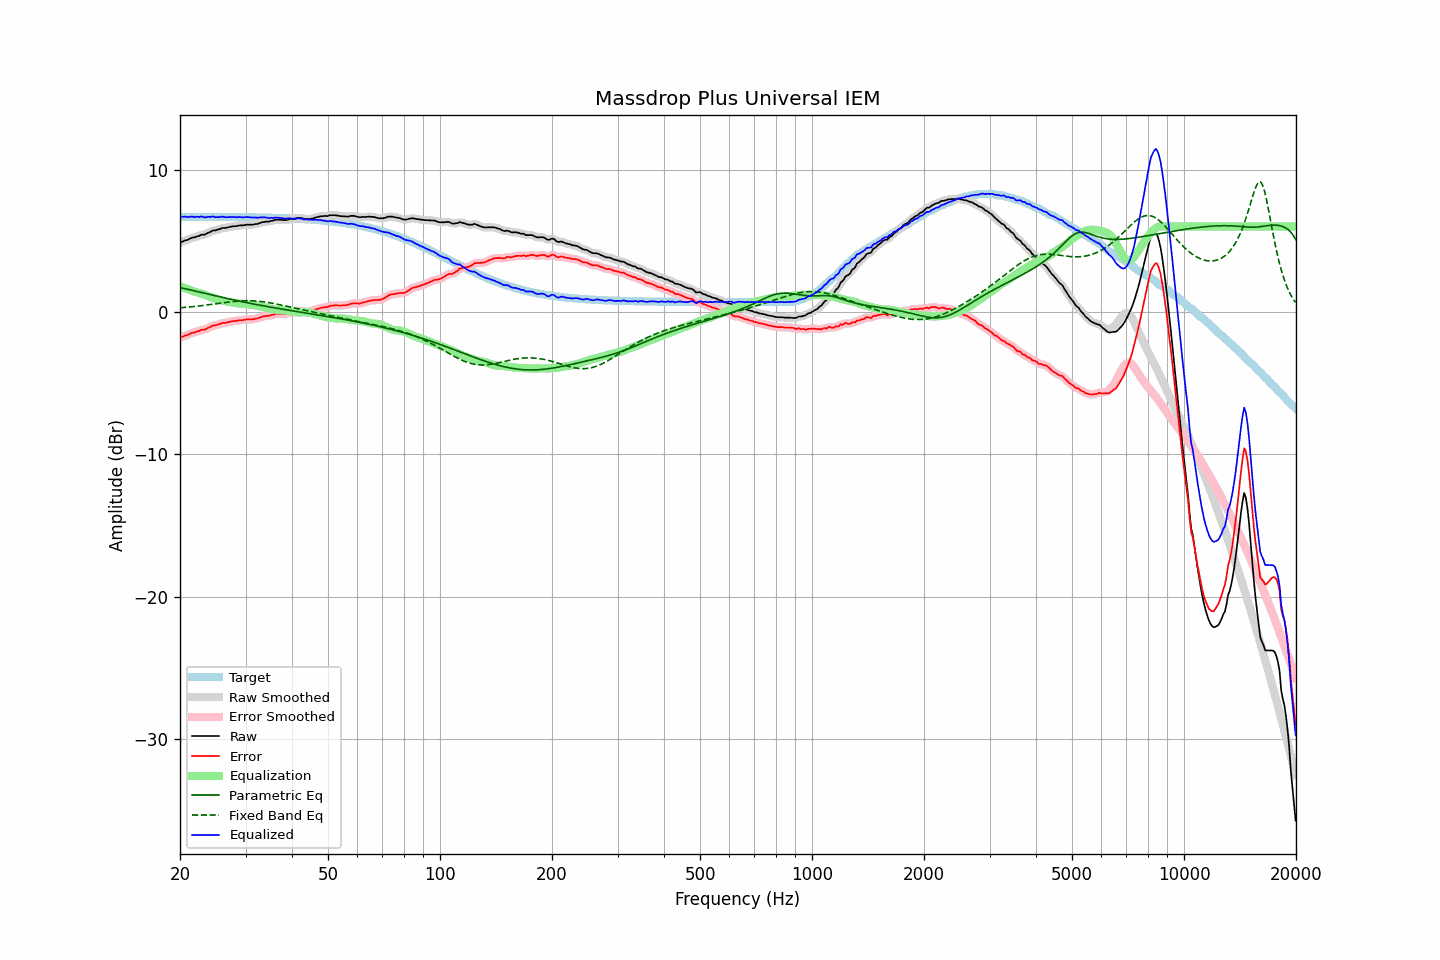 Massdrop Plus Universal IEM
10
0
−10
−20
−30
Amplitude (dBr)
Target
Raw Smoothed
Error Smoothed
Raw
Error
Equalization
Parametric Eq
Fixed Band Eq
Equalized
20 50 100 200 500 1000 2000 5000 10000 20000
Frequency (Hz)